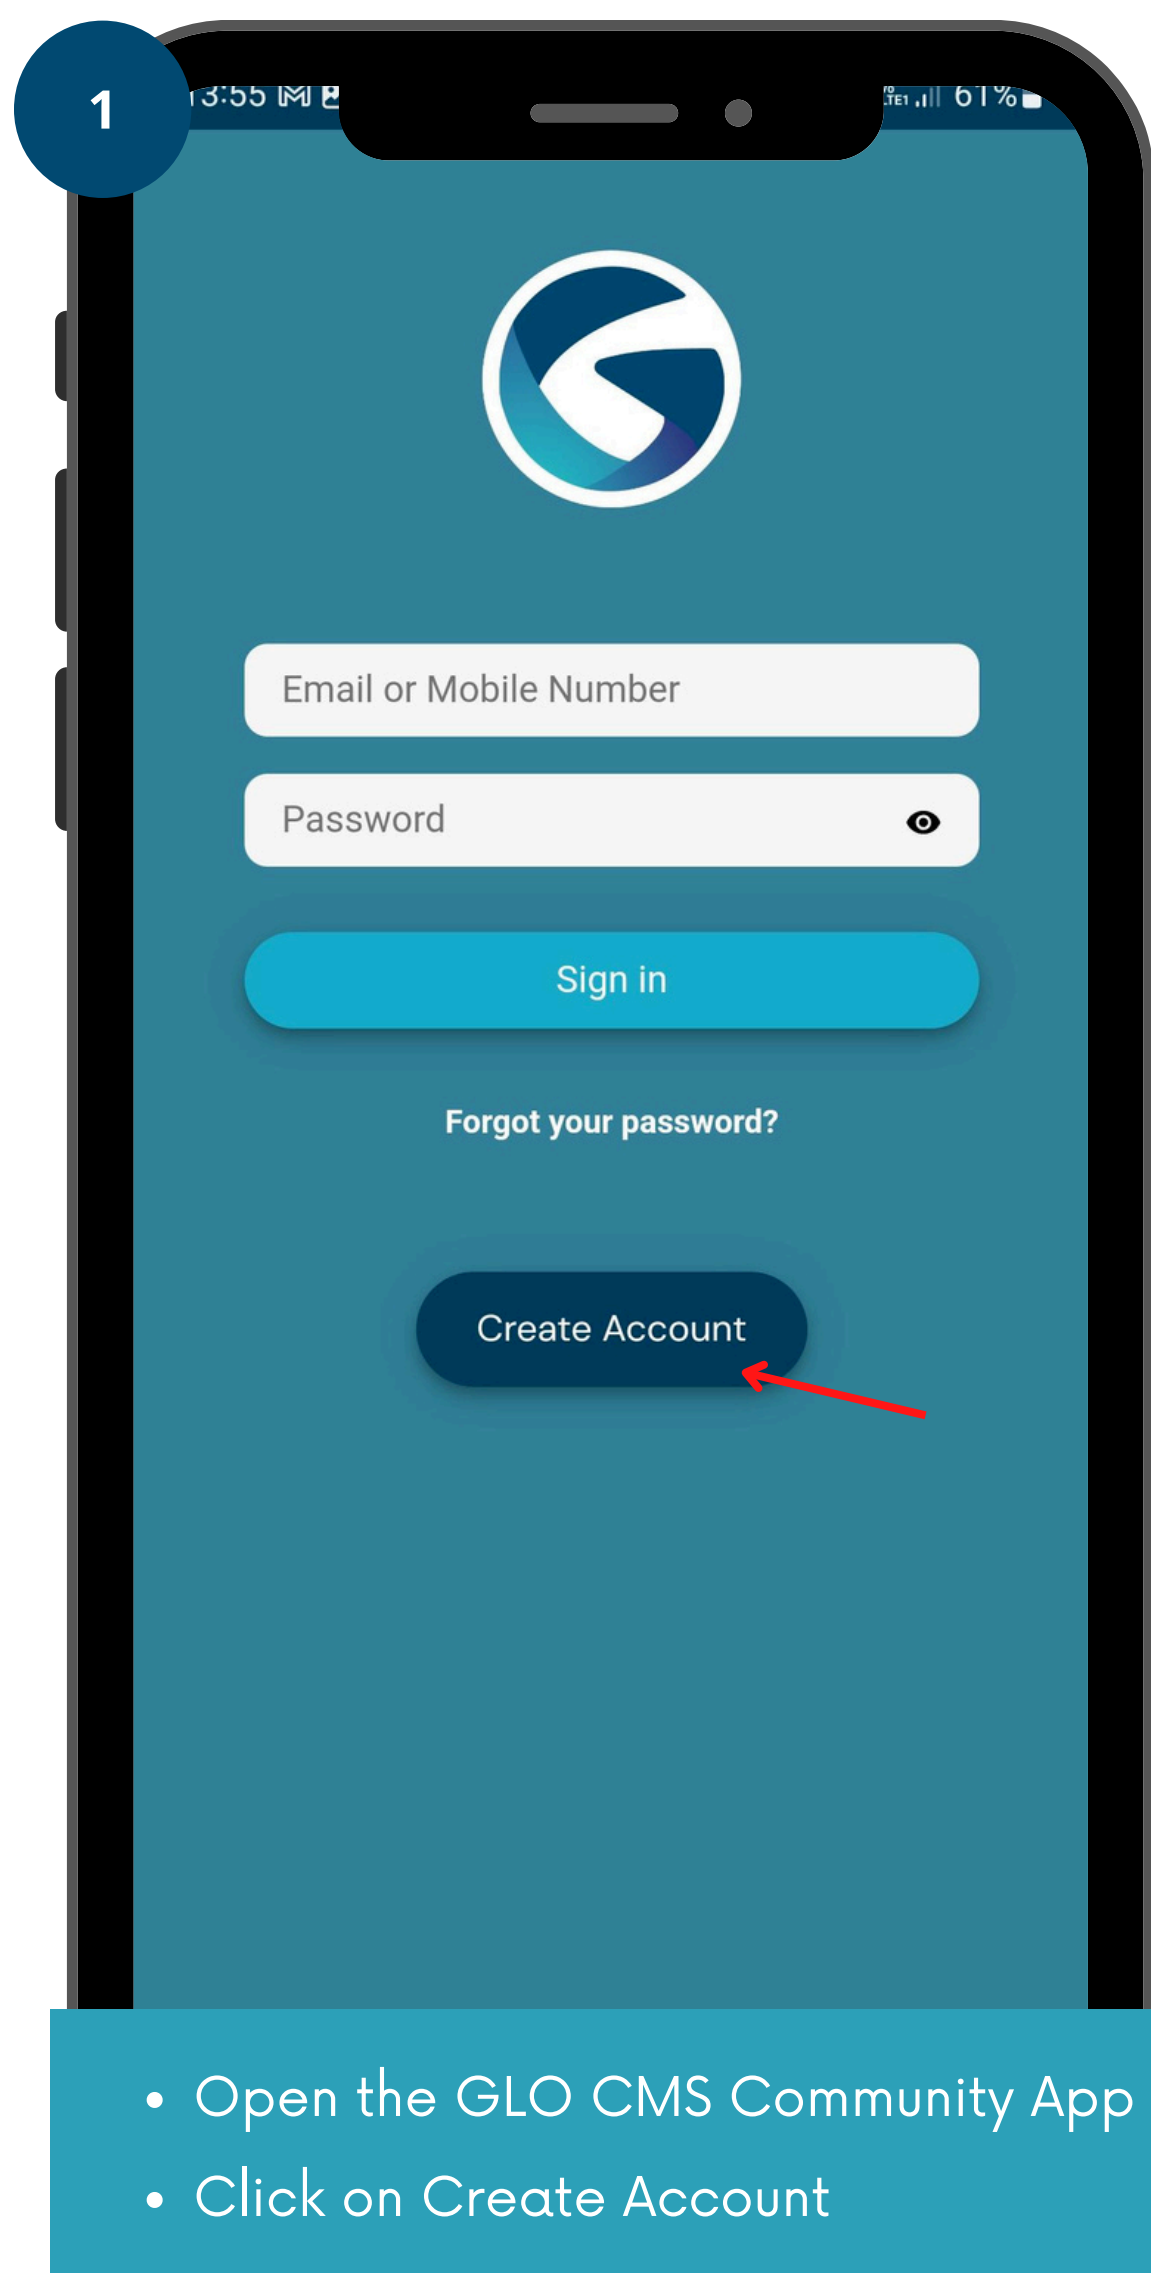 1
13:55
61%
Email or Mobile Number
Password
Sign in
Forgot your password?
Create Account
• Open the GLO CMS Community App
• Click on Create Account